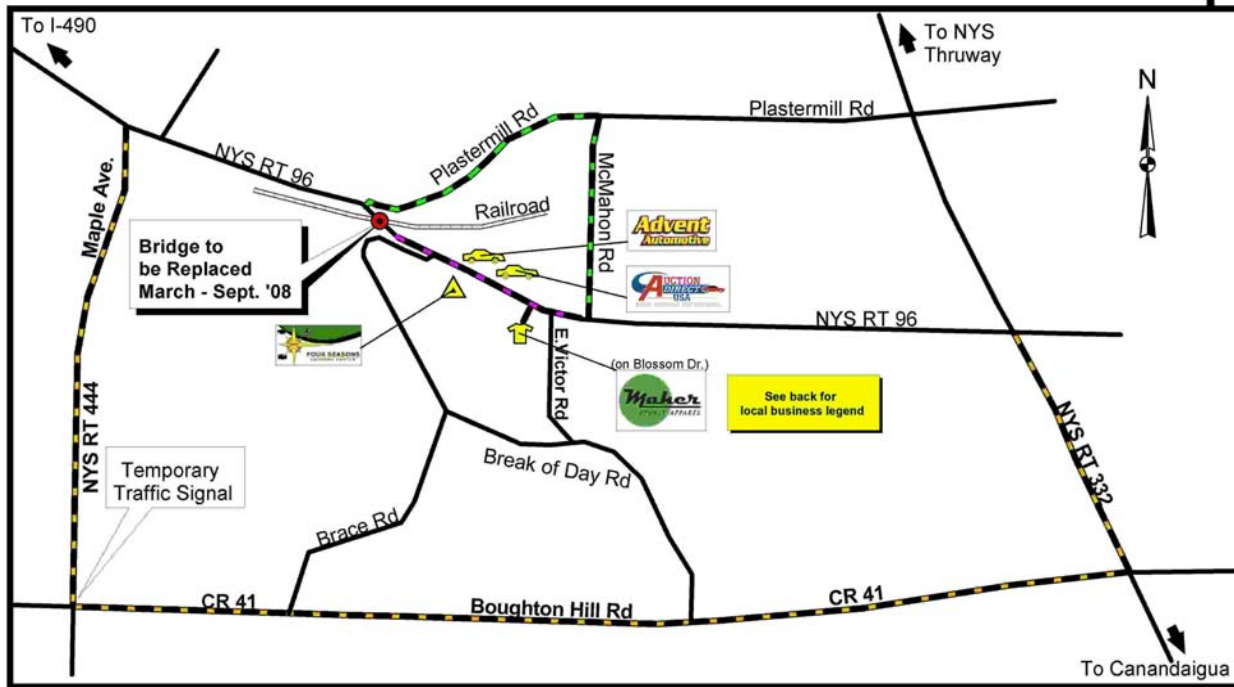 To I-490
To NYS
Thruway
N
Plastermill Rd
Plastermill Rd
NYS RT 96
Maple Ave.
McMahon Rd
Railroad
Advent
Automotive
Bridge to
be Replaced
March - Sept. '08
AUCTION
DIRECT
USA
NYS RT 96
FOUR SEASONS
E.Victor Rd
(on Blossom Dr.)
Maker
See back for
local business legend
NYS RT 444
Break of Day Rd
NYS RT 332
Temporary
Traffic Signal
Brace Rd
CR 41
Boughton Hill Rd
CR 41
To Canandaigua